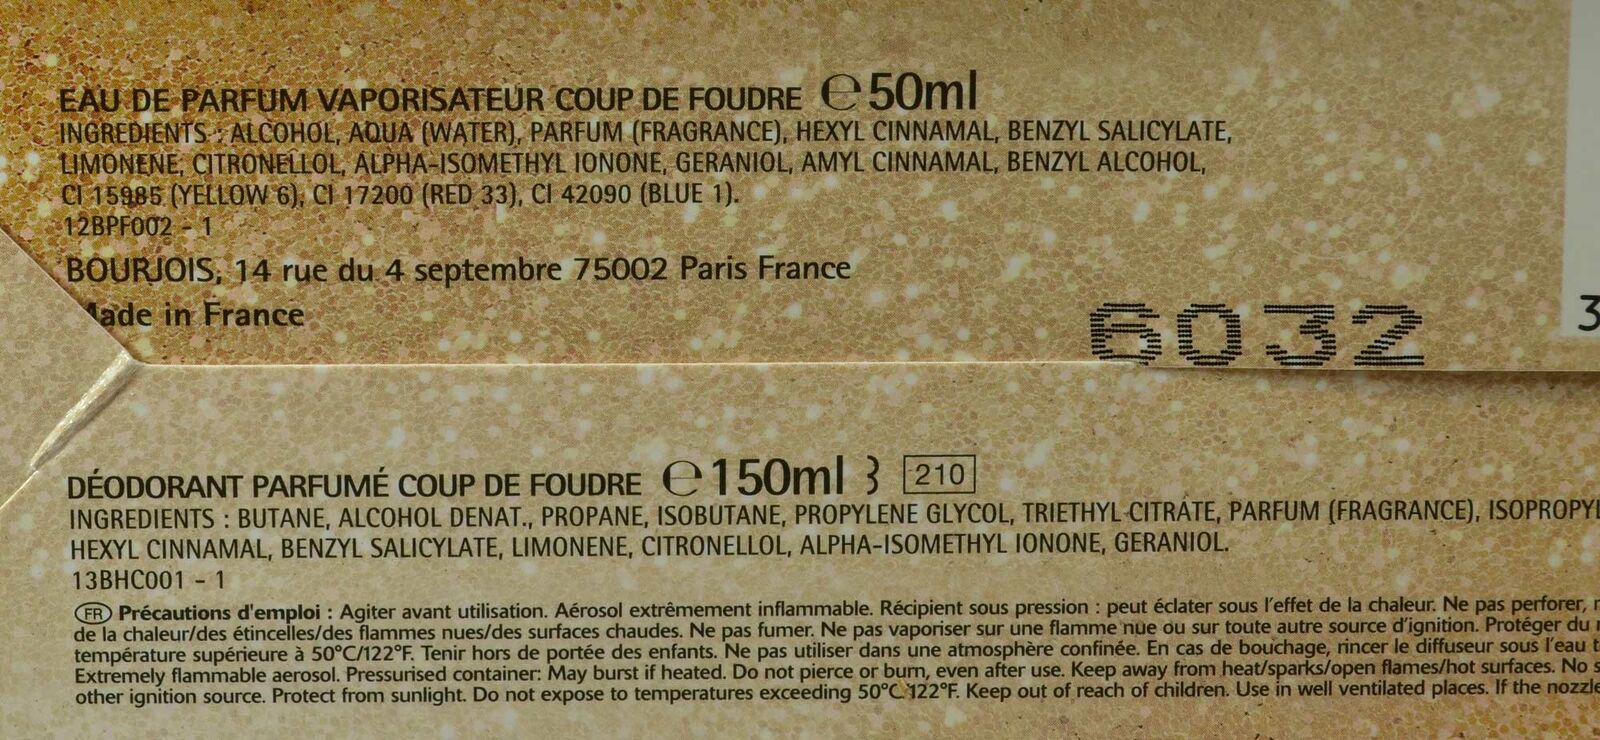 EAU DE PARFUM VAPORISATEUR COUP DE FOUDRE ℮50ml
INGREDIENTS : ALCOHOL, AQUA (WATER), PARFUM (FRAGRANCE), HEXYL CINNAMAL, BENZYL SALICYLATE,
LIMONENE, CITRONELLOL, ALPHA-ISOMETHYL IONONE, GERANIOL, AMYL CINNAMAL, BENZYL ALCOHOL,
CI 15985 (YELLOW 6), CI 17200 (RED 33), CI 42090 (BLUE 1).
12BPF002 - 1
BOURJOIS, 14 rue du 4 septembre 75002 Paris France
Made in France
6032
3
DÉODORANT PARFUMÉ COUP DE FOUDRE ℮150ml 3 210
INGREDIENTS : BUTANE, ALCOHOL DENAT., PROPANE, ISOBUTANE, PROPYLENE GLYCOL, TRIETHYL CITRATE, PARFUM (FRAGRANCE), ISOPROPYL
HEXYL CINNAMAL, BENZYL SALICYLATE, LIMONENE, CITRONELLOL, ALPHA-ISOMETHYL IONONE, GERANIOL.
13BHC001 - 1
FR Précautions d'emploi : Agiter avant utilisation. Aérosol extrêmement inflammable. Récipient sous pression : peut éclater sous l'effet de la chaleur. Ne pas perforer,
de la chaleur/des étincelles/des flammes nues/des surfaces chaudes. Ne pas fumer. Ne pas vaporiser sur une flamme nue ou sur toute autre source d'ignition. Protéger du
température supérieure à 50°C/122°F. Tenir hors de portée des enfants. Ne pas utiliser dans une atmosphère confinée. En cas de bouchage, rincer le diffuseur sous l'eau
Extremely flammable aerosol. Pressurised container: May burst if heated. Do not pierce or burn, even after use. Keep away from heat/sparks/open flames/hot surfaces. No
other ignition source. Protect from sunlight. Do not expose to temperatures exceeding 50°C 122°F. Keep out of reach of children. Use in well ventilated places. If the nozzle